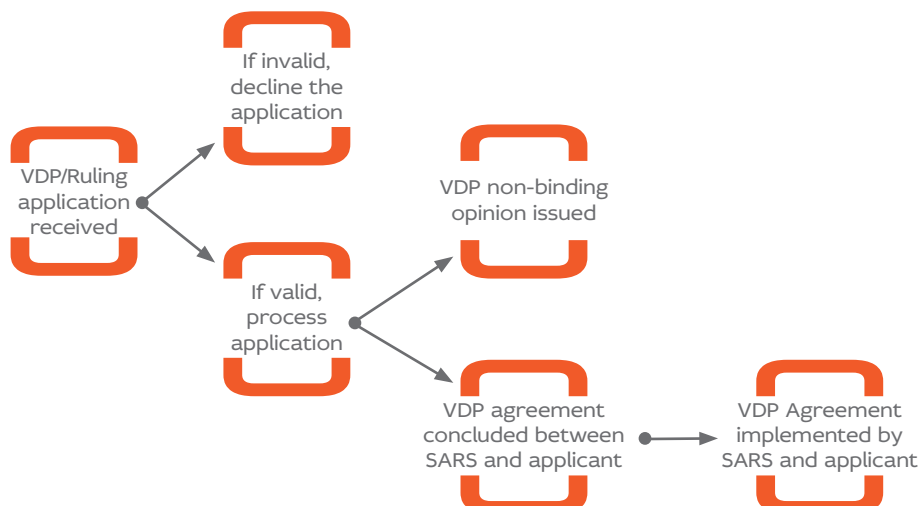 If invalid,
decline the
application
VDP/Ruling
application
received
VDP non-binding
opinion issued
If valid,
process
application
VDP agreement
concluded between
SARS and applicant
VDP Agreement
implemented by
SARS and applicant